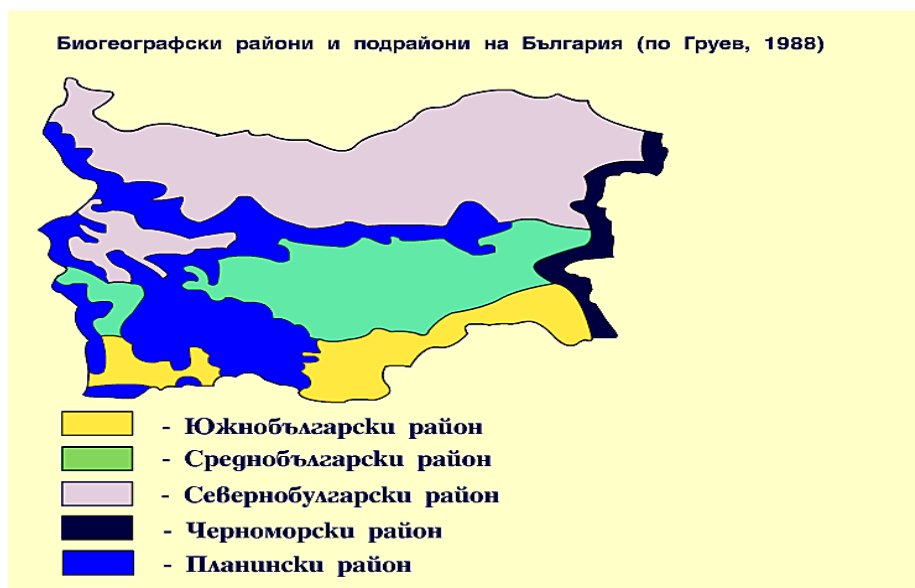 Биогеографски райони и подрайони на България (по Груев, 1988)
- Южнобългарски район
- Среднобългарски район
- Севернобулгарски район
- Черноморски район
- Планински район